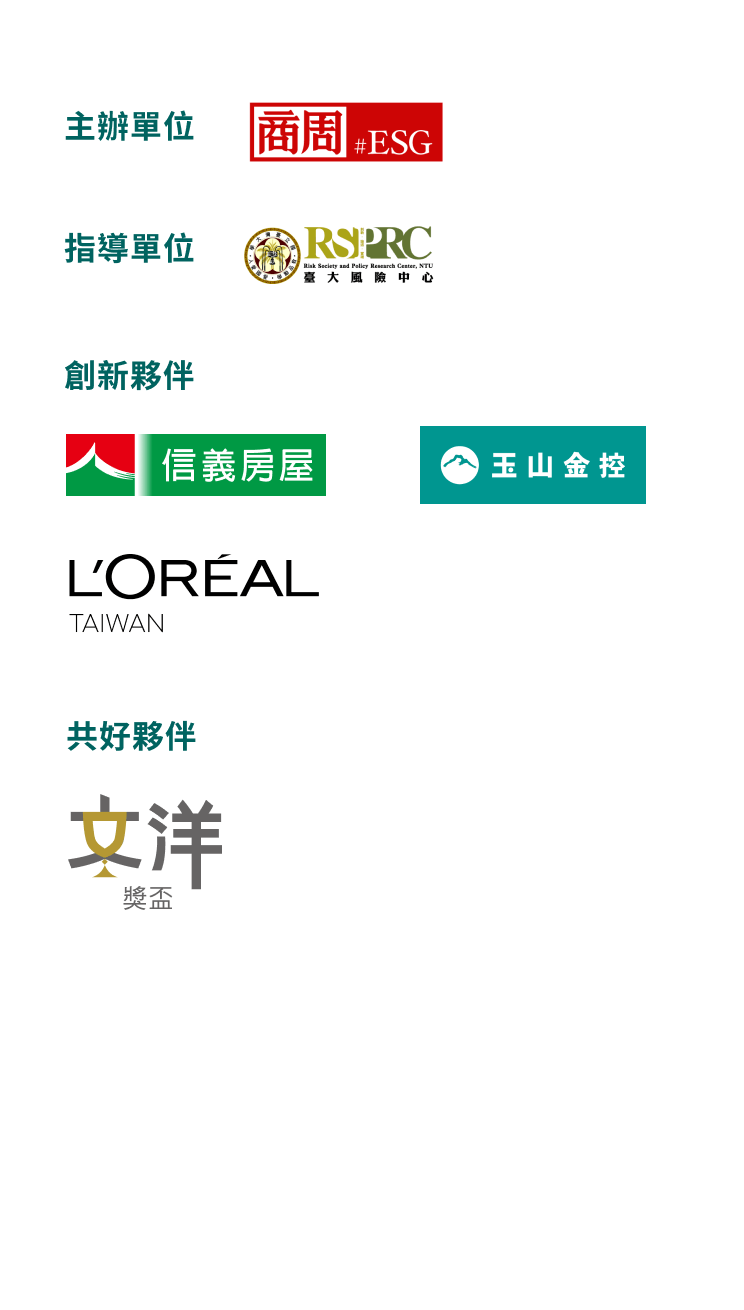 主辦單位
商周 #ESG
指導單位
RSPRC
Risk Society and Policy Research Center, NTU
臺大風險中心
創新夥伴
信義房屋
玉山金控
L'ORÉAL
TAIWAN
共好夥伴
文洋
獎盃